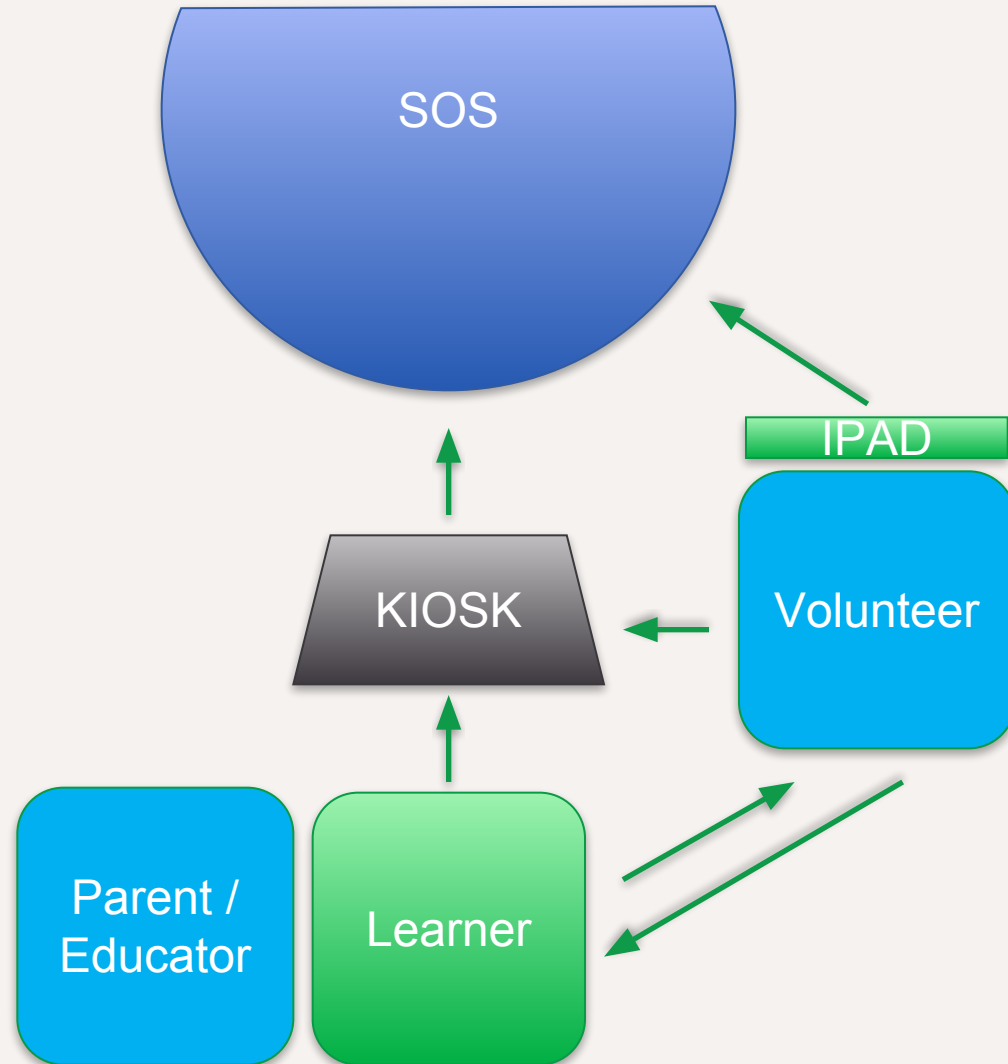 SOS
IPAD
KIOSK
Volunteer
Parent /
Educator
Learner